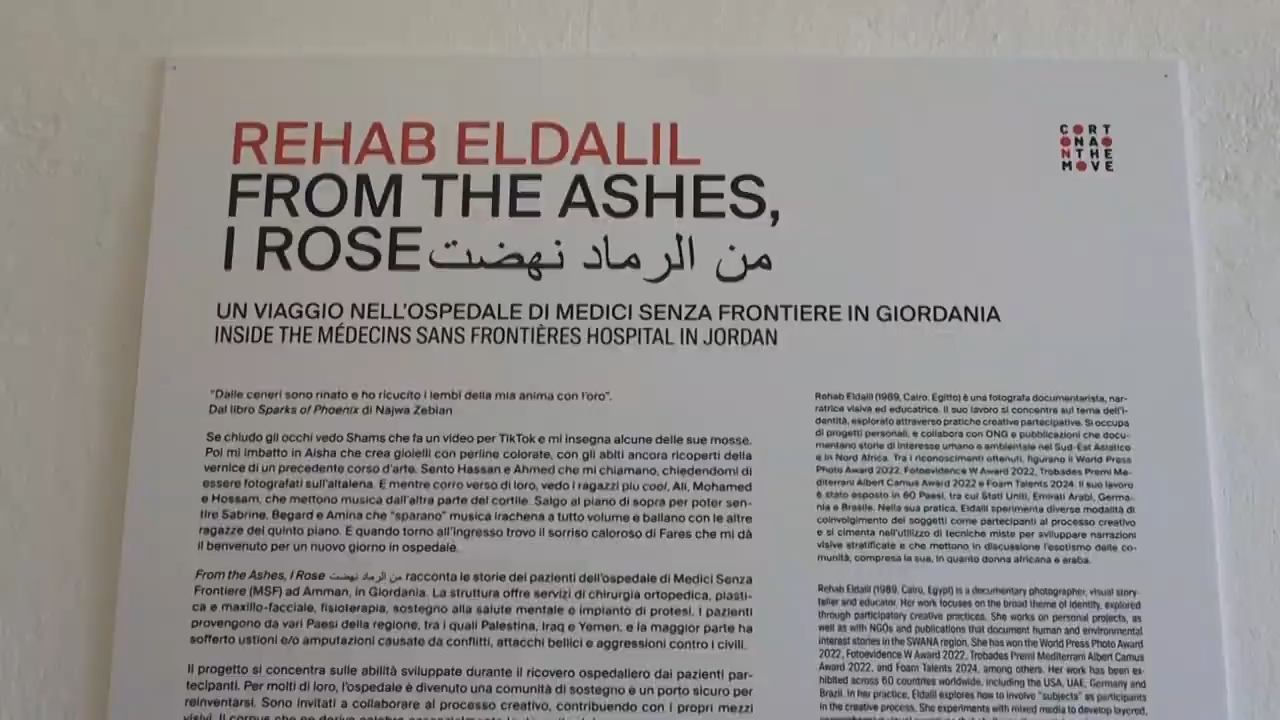 REHAB ELDALIL
FROM THE ASHES,
I ROSE من الرماد نهضت
CORT
ONAO
NTHE
MOVE
UN VIAGGIO NELL'OSPEDALE DI MEDICI SENZA FRONTIERE IN GIORDANIA
INSIDE THE MÉDECINS SANS FRONTIÈRES HOSPITAL IN JORDAN
"Dalle ceneri sono rinato e ho ricucito i lembi della mia anima con l'oro".
Dal libro Sparks of Phoenix di Najwa Zebian
Se chiudo gli occhi vedo Shams che fa un video per TikTok e mi insegna alcune delle sue mosse.
Poi mi imbatto in Aisha che crea gioielli con perline colorate, con gli abiti ancora ricoperti della
vernice di un precedente corso d'arte. Sento Hassan e Ahmed che mi chiamano, chiedendomi di
essere fotografati sull'altalena. E mentre corro verso di loro, vedo i ragazzi più cool, Ali, Mohamed
e Hossam, che mettono musica dall'altra parte del cortile. Salgo al piano di sopra per poter sen-
tire Sabrine, Begard e Amina che "sparano" musica irachena a tutto volume e ballano con le altre
ragazze del quinto piano. E quando torno all'ingresso trovo il sorriso caloroso di Fares che mi dà
il benvenuto per un nuovo giorno in ospedale.
From the Ashes, I Rose من الرماد نهضت racconta le storie dei pazienti dell'ospedale di Medici Senza
Frontiere (MSF) ad Amman, in Giordania. La struttura offre servizi di chirurgia ortopedica, plasti-
ca e maxillo-facciale, fisioterapia, sostegno alla salute mentale e impianto di protesi. I pazienti
provengono da vari Paesi della regione, tra i quali Palestina, Iraq e Yemen, e la maggior parte ha
sofferto ustioni e/o amputazioni causate da conflitti, attacchi bellici e aggressioni contro i civili.
Il progetto si concentra sulle abilità sviluppate durante il ricovero ospedaliero dai pazienti par-
tecipanti. Per molti di loro, l'ospedale è divenuto una comunità di sostegno e un porto sicuro per
reinventarsi. Sono invitati a collaborare al processo creativo, contribuendo con i propri mezzi
Rehab Eldalil (1989, Cairo, Egitto) è una fotografa documentarista, nar-
ratrice visiva ed educatrice. Il suo lavoro si concentra sul tema dell'i-
dentità, esplorato attraverso pratiche creative partecipative. Si occupa
di progetti personali, e collabora con ONG e pubblicazioni che docu-
mentano storie di interesse umano e ambientale nel Sud-Est Asiatico
e in Nord Africa. Tra i riconoscimenti ottenuti, figurano il World Press
Photo Award 2022, Fotoevidence W Award 2022, Trobades Premi Me-
diterrani Albert Camus Award 2022 e Foam Talents 2024. Il suo lavoro
è stato esposto in 60 Paesi, tra cui Stati Uniti, Emirati Arabi, Germa-
nia e Brasile. Nella sua pratica, Eldalil sperimenta diverse modalità di
coinvolgimento dei soggetti come partecipanti al processo creativo
e si cimenta nell'utilizzo di tecniche miste per sviluppare narrazioni
visive stratificate e che mettono in discussione l'esotismo delle co-
munità, compresa la sua, in quanto donna africana e araba.
Rehab Eldalil (1989, Cairo, Egypt) is a documentary photographer, visual story-
teller and educator. Her work focuses on the broad theme of identity, explored
through participatory creative practices. She works on personal projects, as
well as with NGOs and publications that document human and environmental
interest stories in the SWANA region. She has won the World Press Photo Award
2022, Fotoevidence W Award 2022, Trobades Premi Mediterrani Albert Camus
Award 2022, and Foam Talents 2024, among others. Her work has been ex-
hibited across 60 countries worldwide, including the USA, UAE, Germany and
Brazil. In her practice, Eldalil explores how to involve "subjects" as participants
in the creative process. She experiments with mixed media to develop layered,